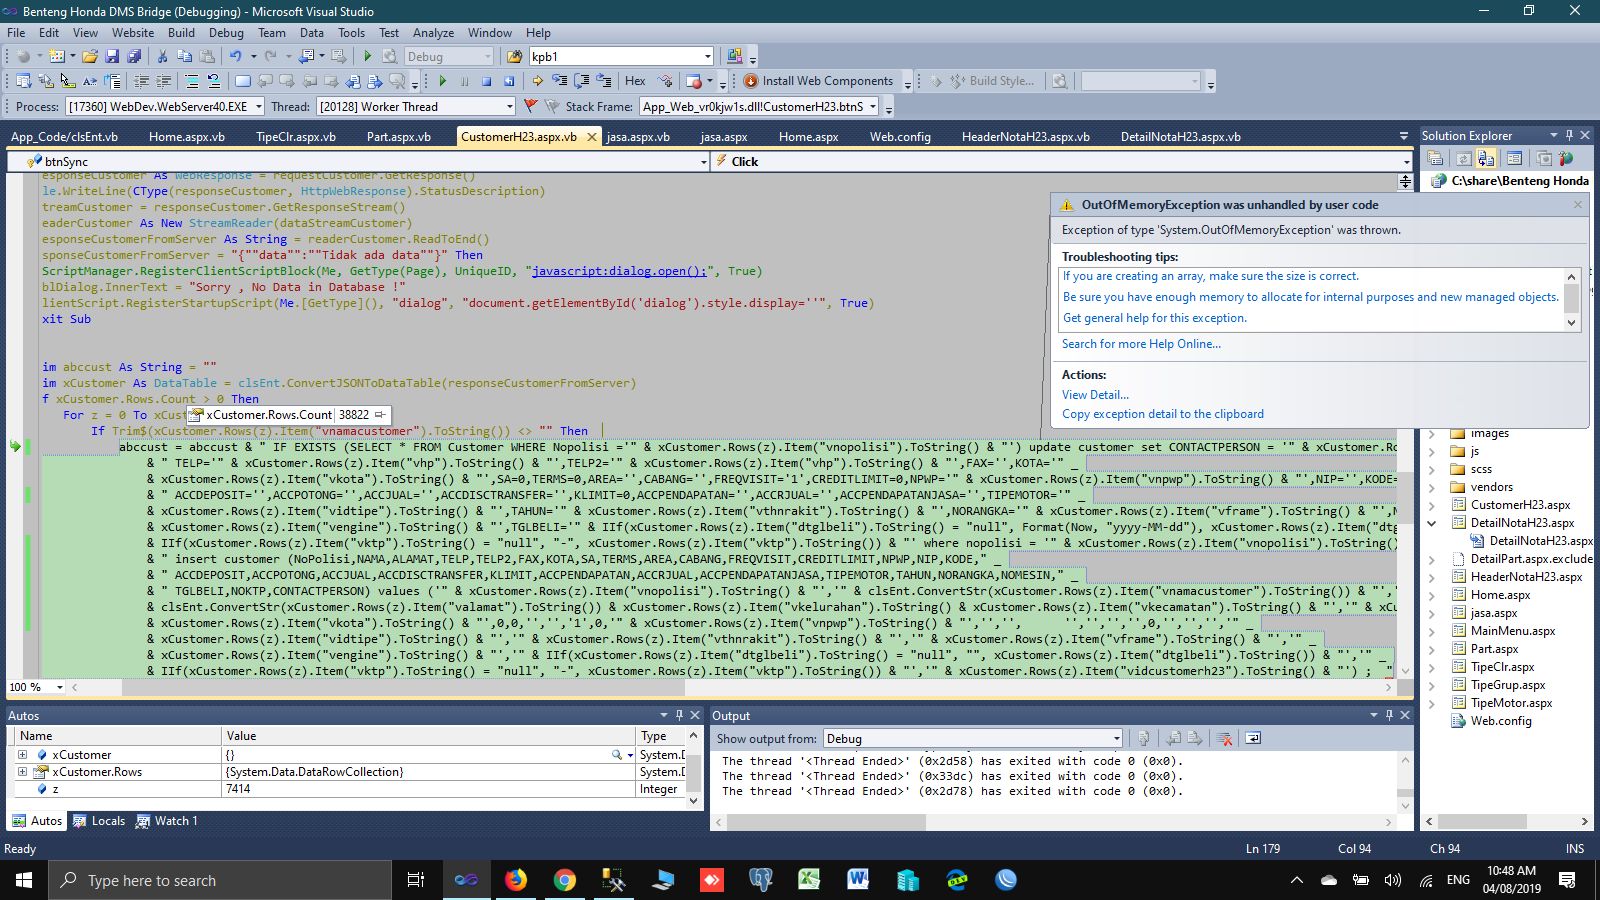 Benteng Honda DMS Bridge (Debugging) - Microsoft Visual Studio
File Edit View Website Build Debug Team Data Tools Test Analyze Window Help
Debug kpb1
Hex Install Web Components Build Style...
Process: [17360] WebDev.WebServer40.EXE Thread: [20128] Worker Thread Stack Frame: App_Web_vr0kjw1s.dll!CustomerH23.btnS
App_Code/clsEnt.vb Home.aspx.vb TipeClr.aspx.vb Part.aspx.vb CustomerH23.aspx.vb jasa.aspx.vb jasa.aspx Home.aspx Web.config HeaderNotaH23.aspx.vb DetailNotaH23.aspx.vb
btnSync Click
esponseCustomer As WebResponse = requestCustomer.GetResponse()
le.WriteLine(CType(responseCustomer, HttpWebResponse).StatusDescription)
treamCustomer = responseCustomer.GetResponseStream()
eaderCustomer As New StreamReader(dataStreamCustomer)
esponseCustomerFromServer As String = readerCustomer.ReadToEnd()
sponseCustomerFromServer = "{""data"":""Tidak ada data""}" Then
ScriptManager.RegisterClientScriptBlock(Me, GetType(Page), UniqueID, "javascript:dialog.open();", True)
blDialog.InnerText = "Sorry , No Data in Database !"
lientScript.RegisterStartupScript(Me.[GetType](), "dialog", "document.getElementById('dialog').style.display=''", True)
xit Sub
im abccust As String = ""
im xCustomer As DataTable = clsEnt.ConvertJSONToDataTable(responseCustomerFromServer)
f xCustomer.Rows.Count > 0 Then
For z = 0 To xCust
xCustomer.Rows.Count 38822
If Trim$(xCustomer.Rows(z).Item("vnamacustomer").ToString()) <> "" Then
abccust = abccust & " IF EXISTS (SELECT * FROM Customer WHERE Nopolisi ='" & xCustomer.Rows(z).Item("vnopolisi").ToString() & "') update customer set CONTACTPERSON = '" & xCustomer.Ro
& " TELP='" & xCustomer.Rows(z).Item("vhp").ToString() & "',TELP2='" & xCustomer.Rows(z).Item("vhp").ToString() & "',FAX='',KOTA='" _
& xCustomer.Rows(z).Item("vkota").ToString() & "',SA=0,TERMS=0,AREA='',CABANG='',FREQVISIT='1',CREDITLIMIT=0,NPWP='" & xCustomer.Rows(z).Item("vnpwp").ToString() & "',NIP='',KODE=
& " ACCDEPOSIT='',ACCPOTONG='',ACCJUAL='',ACCDISCTRANSFER='',KLIMIT=0,ACCPENDAPATAN='',ACCRJUAL='',ACCPENDAPATANJASA='',TIPEMOTOR='" _
& xCustomer.Rows(z).Item("vidtipe").ToString() & "',TAHUN='" & xCustomer.Rows(z).Item("vthnrakit").ToString() & "',NORANGKA='" & xCustomer.Rows(z).Item("vframe").ToString() & "',N
& xCustomer.Rows(z).Item("vengine").ToString() & "',TGLBELI='" & IIf(xCustomer.Rows(z).Item("dtglbeli").ToString() = "null", Format(Now, "yyyy-MM-dd"), xCustomer.Rows(z).Item("dtg
& IIf(xCustomer.Rows(z).Item("vktp").ToString() = "null", "-", xCustomer.Rows(z).Item("vktp").ToString()) & "' where nopolisi = '" & xCustomer.Rows(z).Item("vnopolisi").ToString()
& " insert customer (NoPolisi,NAMA,ALAMAT,TELP,TELP2,FAX,KOTA,SA,TERMS,AREA,CABANG,FREQVISIT,CREDITLIMIT,NPWP,NIP,KODE," _
& " ACCDEPOSIT,ACCPOTONG,ACCJUAL,ACCDISCTRANSFER,KLIMIT,ACCPENDAPATAN,ACCRJUAL,ACCPENDAPATANJASA,TIPEMOTOR,TAHUN,NORANGKA,NOMESIN," _
& " TGLBELI,NOKTP,CONTACTPERSON) values ('" & xCustomer.Rows(z).Item("vnopolisi").ToString() & "','" & clsEnt.ConvertStr(xCustomer.Rows(z).Item("vnamacustomer").ToString()) & "','
& clsEnt.ConvertStr(xCustomer.Rows(z).Item("valamat").ToString()) & xCustomer.Rows(z).Item("vkelurahan").ToString() & xCustomer.Rows(z).Item("vkecamatan").ToString() & "','" & xCu
& xCustomer.Rows(z).Item("vkota").ToString() & "',0,0,'','','1',0,'" & xCustomer.Rows(z).Item("vnpwp").ToString() & "','','', '','','','',0,'','','','" _
& xCustomer.Rows(z).Item("vidtipe").ToString() & "','" & xCustomer.Rows(z).Item("vthnrakit").ToString() & "','" & xCustomer.Rows(z).Item("vframe").ToString() & "','" _
& xCustomer.Rows(z).Item("vengine").ToString() & "','" & IIf(xCustomer.Rows(z).Item("dtglbeli").ToString() = "null", "", xCustomer.Rows(z).Item("dtglbeli").ToString()) & "','" _
& IIf(xCustomer.Rows(z).Item("vktp").ToString() = "null", "-", xCustomer.Rows(z).Item("vktp").ToString()) & "','" & xCustomer.Rows(z).Item("vidcustomerh23").ToString() & "') ; "
100 %
OutOfMemoryException was unhandled by user code
Exception of type 'System.OutOfMemoryException' was thrown.
Troubleshooting tips:
If you are creating an array, make sure the size is correct.
Be sure you have enough memory to allocate for internal purposes and new managed objects.
Get general help for this exception.
Search for more Help Online...
Actions:
View Detail...
Copy exception detail to the clipboard
Solution Explorer
C:\share\Benteng Honda
images
js
scss
vendors
CustomerH23.aspx
DetailNotaH23.aspx
DetailNotaH23.aspx
DetailPart.aspx.exclude
HeaderNotaH23.aspx
Home.aspx
jasa.aspx
MainMenu.aspx
Part.aspx
TipeClr.aspx
TipeGrup.aspx
TipeMotor.aspx
Web.config
Autos
Name Value Type
xCustomer {} System.D
xCustomer.Rows {System.Data.DataRowCollection} System.D
z 7414 Integer
Autos Locals Watch 1
Output
Show output from: Debug
The thread '<Thread Ended>' (0x2d58) has exited with code 0 (0x0).
The thread '<Thread Ended>' (0x33dc) has exited with code 0 (0x0).
The thread '<Thread Ended>' (0x2d78) has exited with code 0 (0x0).
Ready Ln 179 Col 94 Ch 94 INS
Type here to search
ENG
10:48 AM
04/08/2019